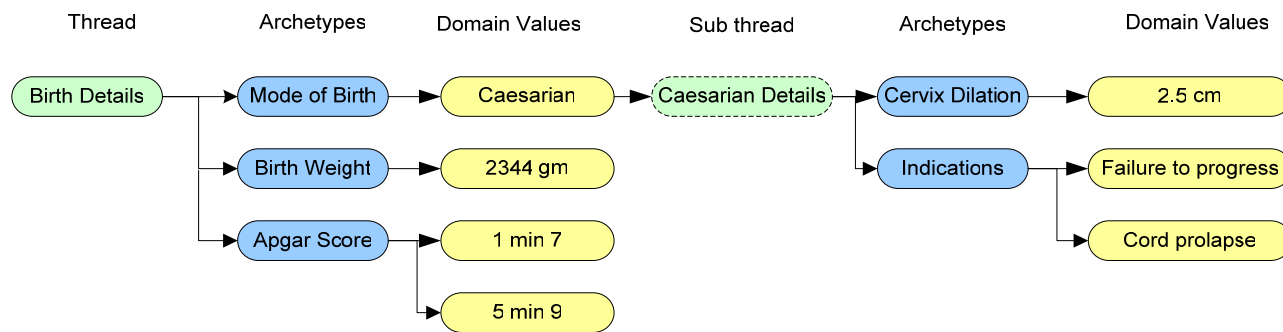 Thread Archetypes Domain Values Sub thread Archetypes Domain Values
Birth Details Mode of Birth Caesarian Caesarian Details Cervix Dilation 2.5 cm
Birth Weight 2344 gm Indications Failure to progress
Apgar Score 1 min 7 Cord prolapse
5 min 9